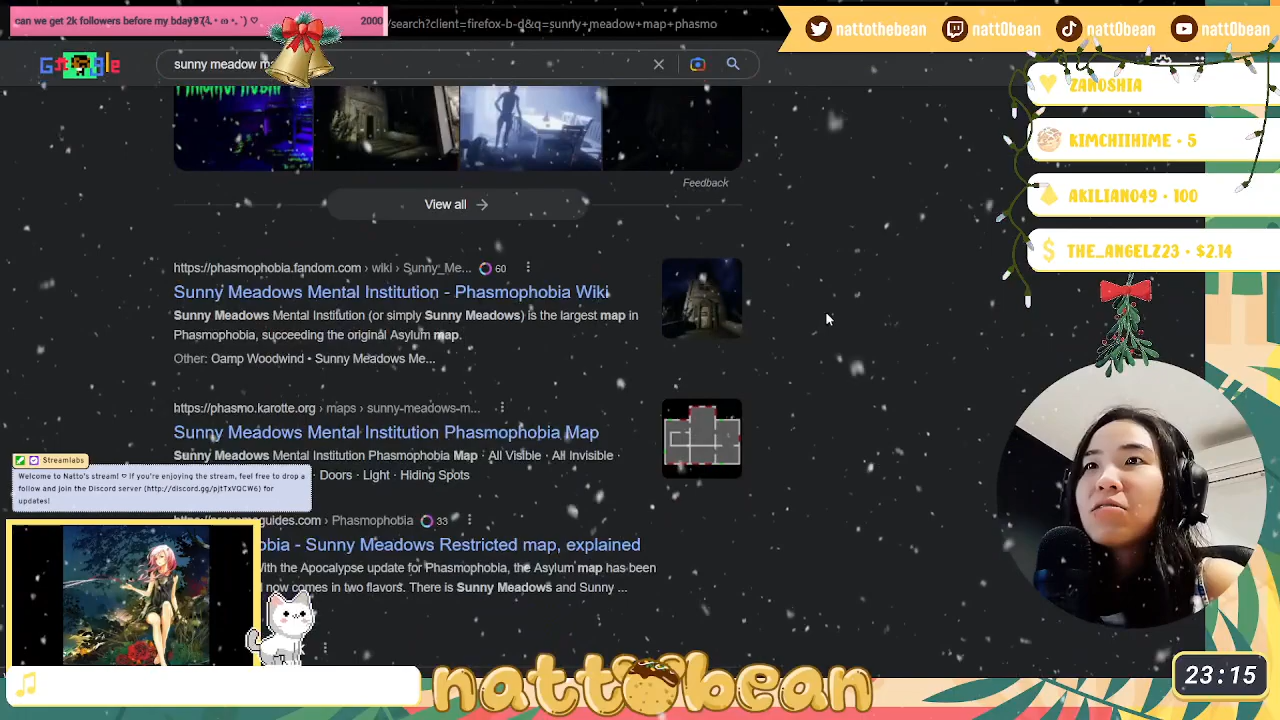 can we get 2k followers before my bday?
2000
/search?client=firefox-b-d&q=sunny+meadow+map+phasmo
nattothebean
natt0bean
natt0bean
natt0bean
Google
sunny meadow
ZANOSHIA
KIMCHIIHIME • 5
AKILIANO49 • 100
THE_ANGELZ23 • $2.14
Feedback
View all
https://phasmophobia.fandom.com › wiki › Sunny_Me...
60
Sunny Meadows Mental Institution - Phasmophobia Wiki
Sunny Meadows Mental Institution (or simply Sunny Meadows) is the largest map in
Phasmophobia, succeeding the original Asylum map.
Other: Camp Woodwind • Sunny Meadows Me...
https://phasmo.karotte.org › maps › sunny-meadows-m...
Sunny Meadows Mental Institution Phasmophobia Map
Sunny Meadows Mental Institution Phasmophobia Map · All Visible · All Invisible ·
Doors · Light · Hiding Spots
Streamlabs
Welcome to Natto's stream! ♡ If you're enjoying the stream, feel free to drop a
follow and join the Discord server (http://discord.gg/pjtTxVQCW6) for
updates!
.com › Phasmophobia
33
- Sunny Meadows Restricted map, explained
With the Apocalypse update for Phasmophobia, the Asylum map has been
now comes in two flavors. There is Sunny Meadows and Sunny ...
natt0bean
23:15